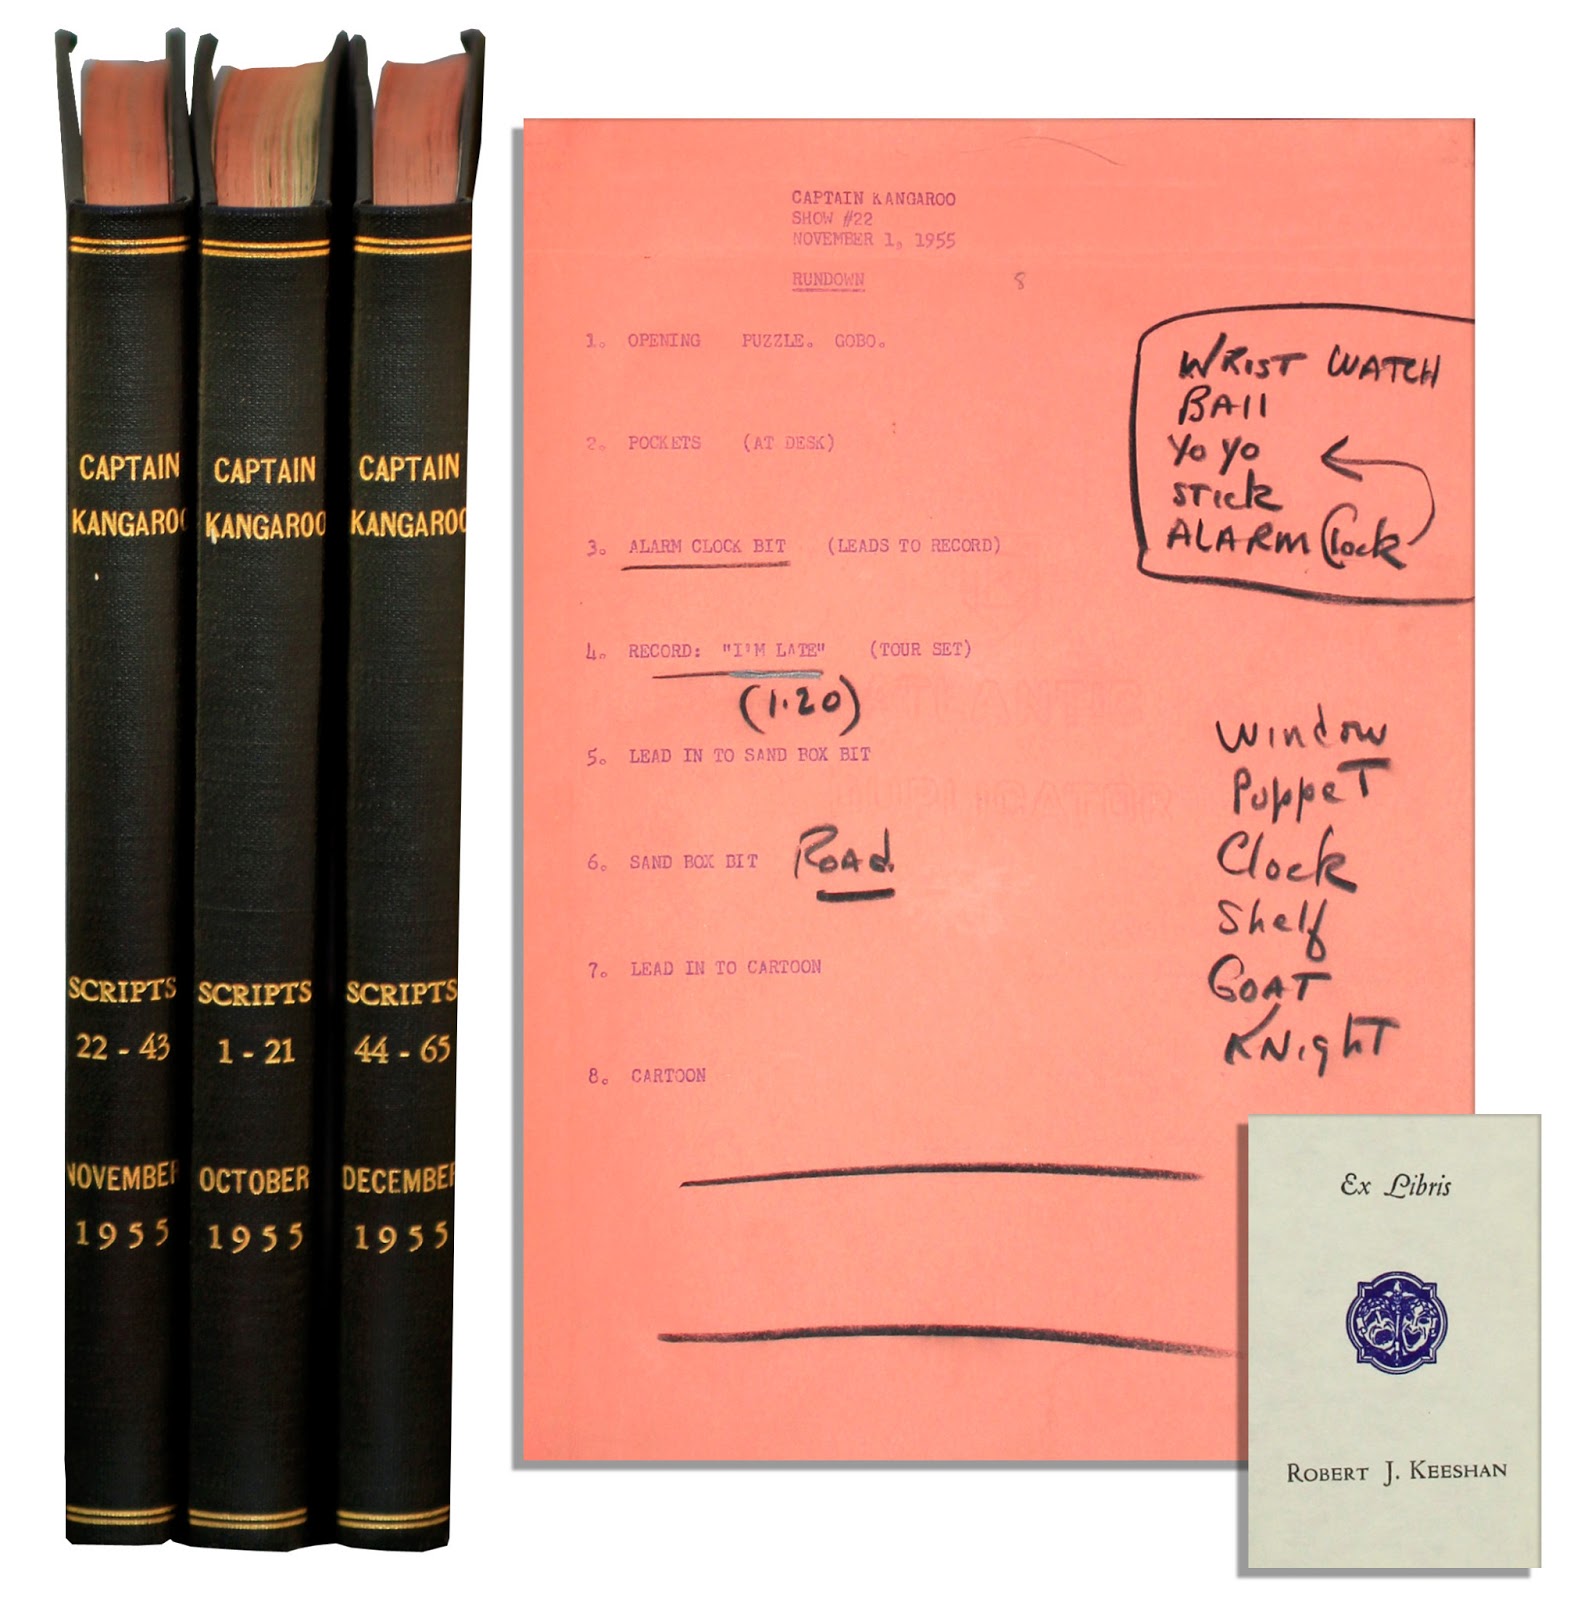 CAPTAIN
KANGAROO
SCRIPTS
22 - 43
NOVEMBER
1955
CAPTAIN
KANGAROO
SCRIPTS
1 - 21
OCTOBER
1955
CAPTAIN
KANGAROO
SCRIPTS
44 - 65
DECEMBER
1955
CAPTAIN KANGAROO
SHOW #22
NOVEMBER 1, 1955
RUNDOWN 8
1. OPENING PUZZLE. GOBO.
2. POCKETS (AT DESK)
3. ALARM CLOCK BIT (LEADS TO RECORD)
4. RECORD: "I'M LATE" (TOUR SET)
(1.20)
5. LEAD IN TO SAND BOX BIT
6. SAND BOX BIT ROAD
7. LEAD IN TO CARTOON
8. CARTOON
WRIST WATCH
BAll
YoYo
STICK
ALARM Clock
Window
PuppeT
Clock
Shelf
GOAT
KNighT
ATLANTIC
DUPLICATOR
Ex Libris
ROBERT J. KEESHAN